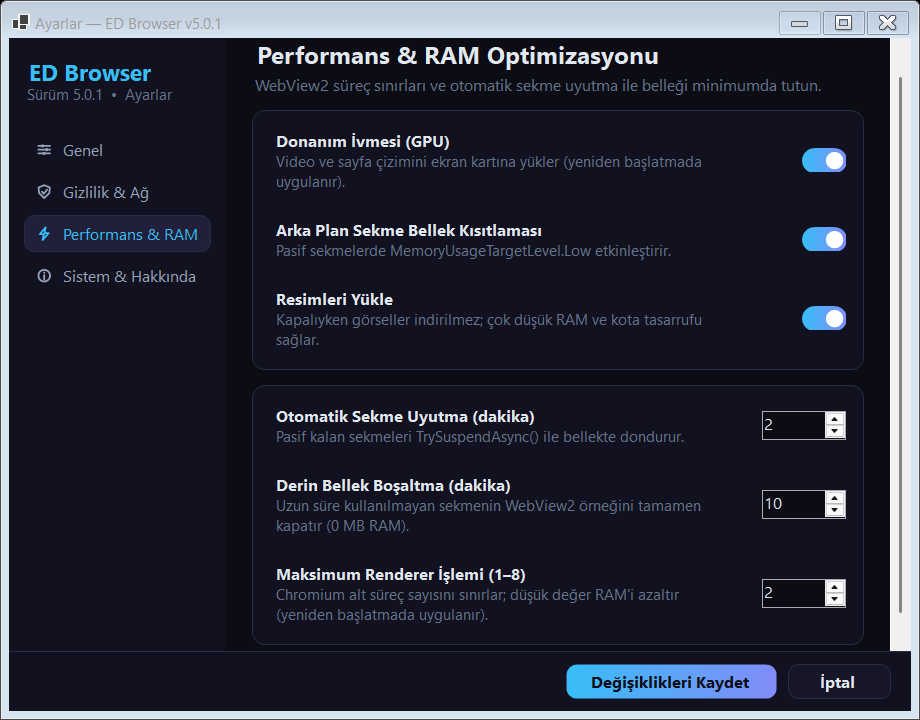 Ayarlar — ED Browser v5.0.1
ED Browser
Sürüm 5.0.1 • Ayarlar
Genel
Gizlilik & Ağ
Performans & RAM
Sistem & Hakkında
Performans & RAM Optimizasyonu
WebView2 süreç sınırları ve otomatik sekme uyutma ile belleği minimumda tutun.
Donanım İvmesi (GPU)
Video ve sayfa çizimini ekran kartına yükler (yeniden başlatmada
uygulanır).
Arka Plan Sekme Bellek Kısıtlaması
Pasif sekmelerde MemoryUsageTargetLevel.Low etkinleştirir.
Resimleri Yükle
Kapalıyken görseller indirilmez; çok düşük RAM ve kota tasarrufu
sağlar.
Otomatik Sekme Uyutma (dakika)
Pasif kalan sekmeleri TrySuspendAsync() ile bellekte dondurur.
2
Derin Bellek Boşaltma (dakika)
Uzun süre kullanılmayan sekmenin WebView2 örneğini tamamen
kapatır (0 MB RAM).
10
Maksimum Renderer İşlemi (1–8)
Chromium alt süreç sayısını sınırlar; düşük değer RAM'i azaltır
(yeniden başlatmada uygulanır).
2
Değişiklikleri Kaydet
İptal